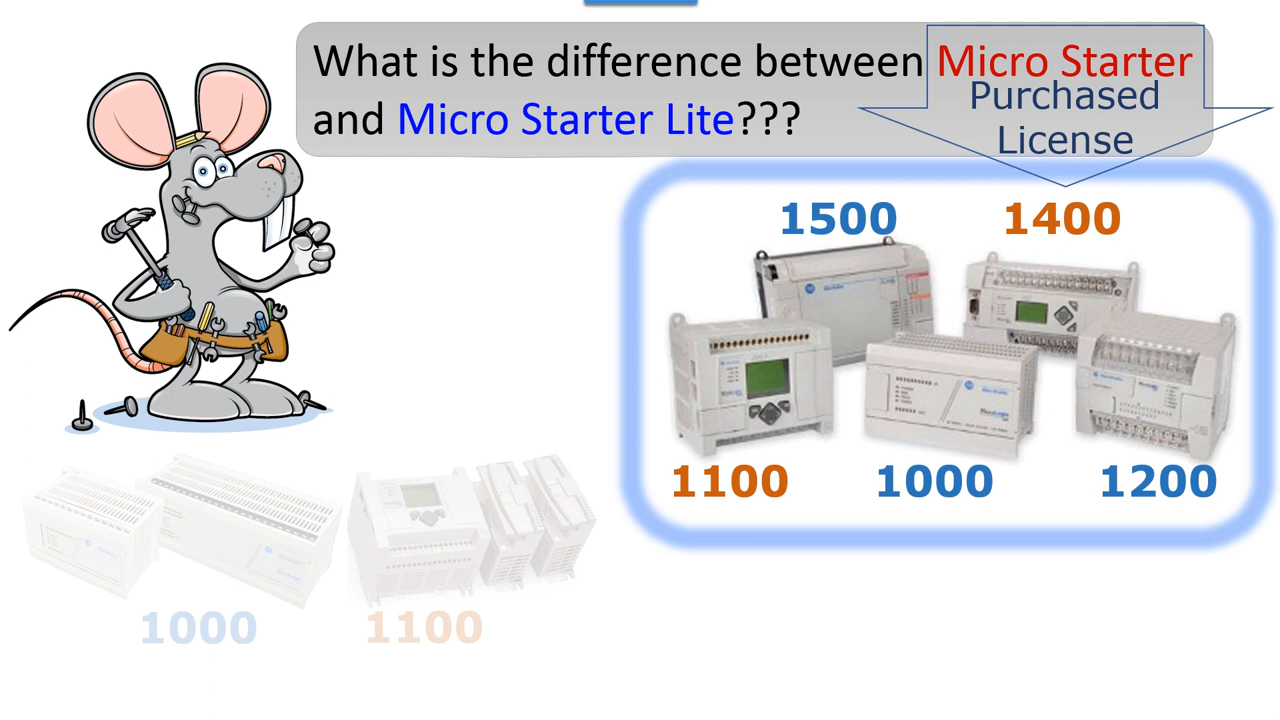 What is the difference between Micro Starter
and Micro Starter Lite???
Purchased
License
1500
1400
1100
1000
1200
1000
1100